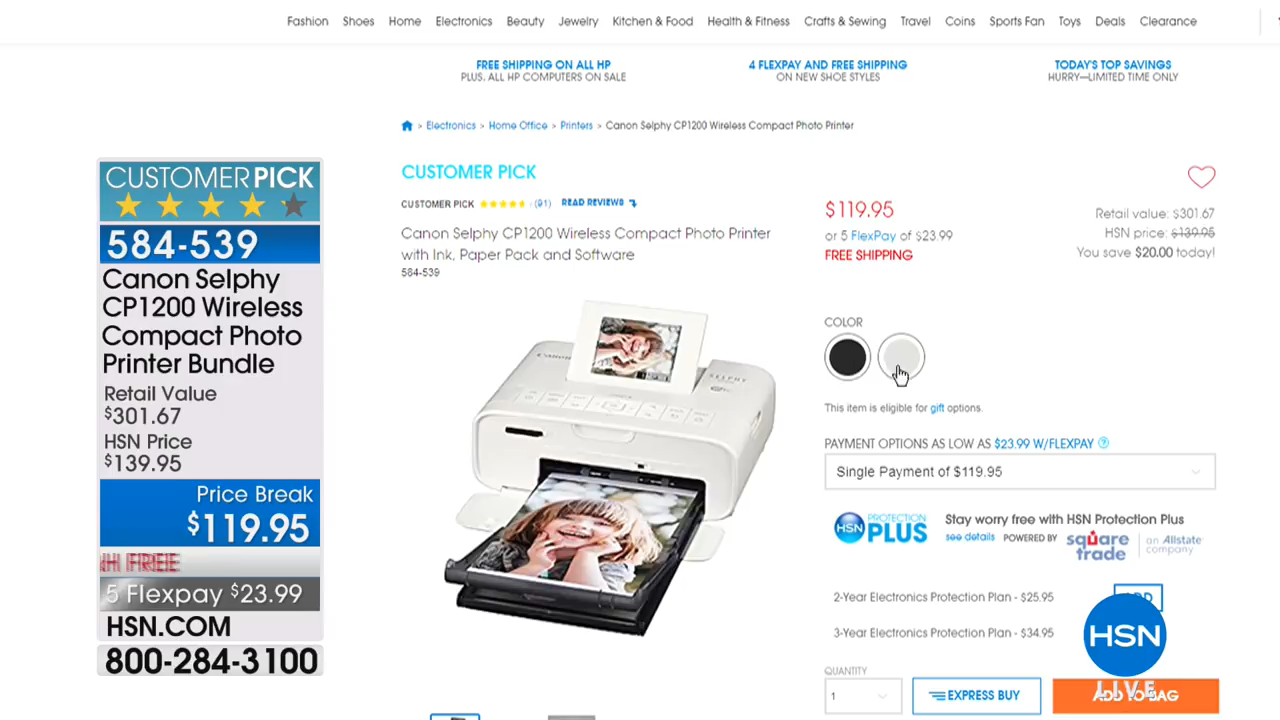 Fashion Shoes Home Electronics Beauty Jewelry Kitchen & Food Health & Fitness Crafts & Sewing Travel Coins Sports Fan Toys Deals Clearance
FREE SHIPPING ON ALL HP
PLUS, ALL HP COMPUTERS ON SALE
4 FLEXPAY AND FREE SHIPPING
ON NEW SHOE STYLES
TODAY'S TOP SAVINGS
HURRY—LIMITED TIME ONLY
> Electronics > Home Office > Printers > Canon Selphy CP1200 Wireless Compact Photo Printer
CUSTOMER PICK
584-539
Canon Selphy
CP1200 Wireless
Compact Photo
Printer Bundle
Retail Value
$301.67
HSN Price
$139.95
Price Break
$119.95
FREE
5 Flexpay $23.99
HSN.COM
800-284-3100
CUSTOMER PICK
CUSTOMER PICK (91) READ REVIEWS
Canon Selphy CP1200 Wireless Compact Photo Printer
with Ink, Paper Pack and Software
584-539
Canon
SELPHY
$119.95
or 5 FlexPay of $23.99
FREE SHIPPING
Retail value: $301.67
HSN price: $139.95
You save $20.00 today!
COLOR
This item is eligible for gift options.
PAYMENT OPTIONS AS LOW AS $23.99 W/FLEXPAY ?
Single Payment of $119.95
HSN PROTECTION PLUS
Stay worry free with HSN Protection Plus
see details POWERED BY square trade an Allstate company
2-Year Electronics Protection Plan - $25.95
ADD
3-Year Electronics Protection Plan - $34.95
HSN
LIVE
QUANTITY
1
EXPRESS BUY
ADD TO BAG